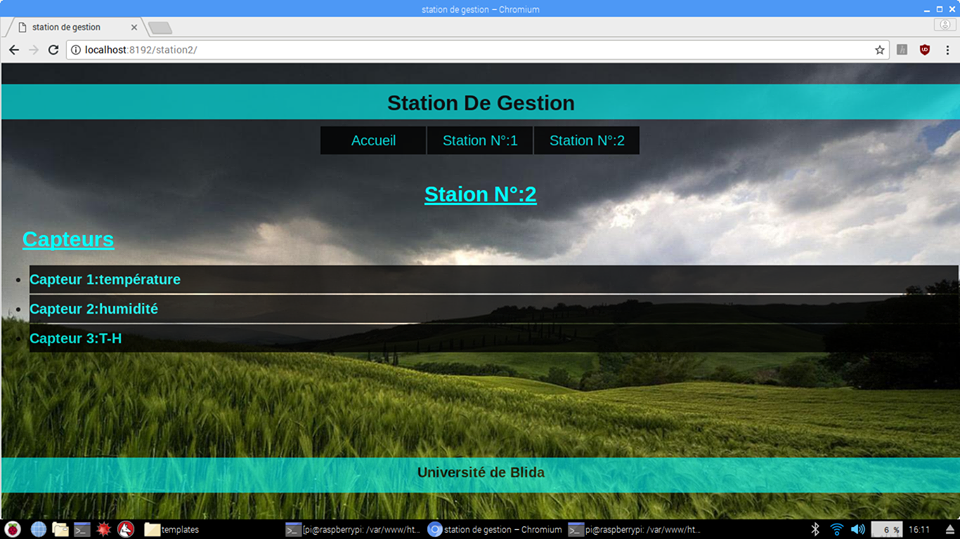 station de gestion – Chromium
station de gestion
localhost:8192/station2/
Station De Gestion
Accueil
Station N°:1
Station N°:2
Staion N°:2
Capteurs
Capteur 1:température
Capteur 2:humidité
Capteur 3:T-H
Université de Blida
templates
[pi@raspberrypi: /var/www/ht...
station de gestion – Chromium
pi@raspberrypi: /var/www/ht...
6 %
16:11